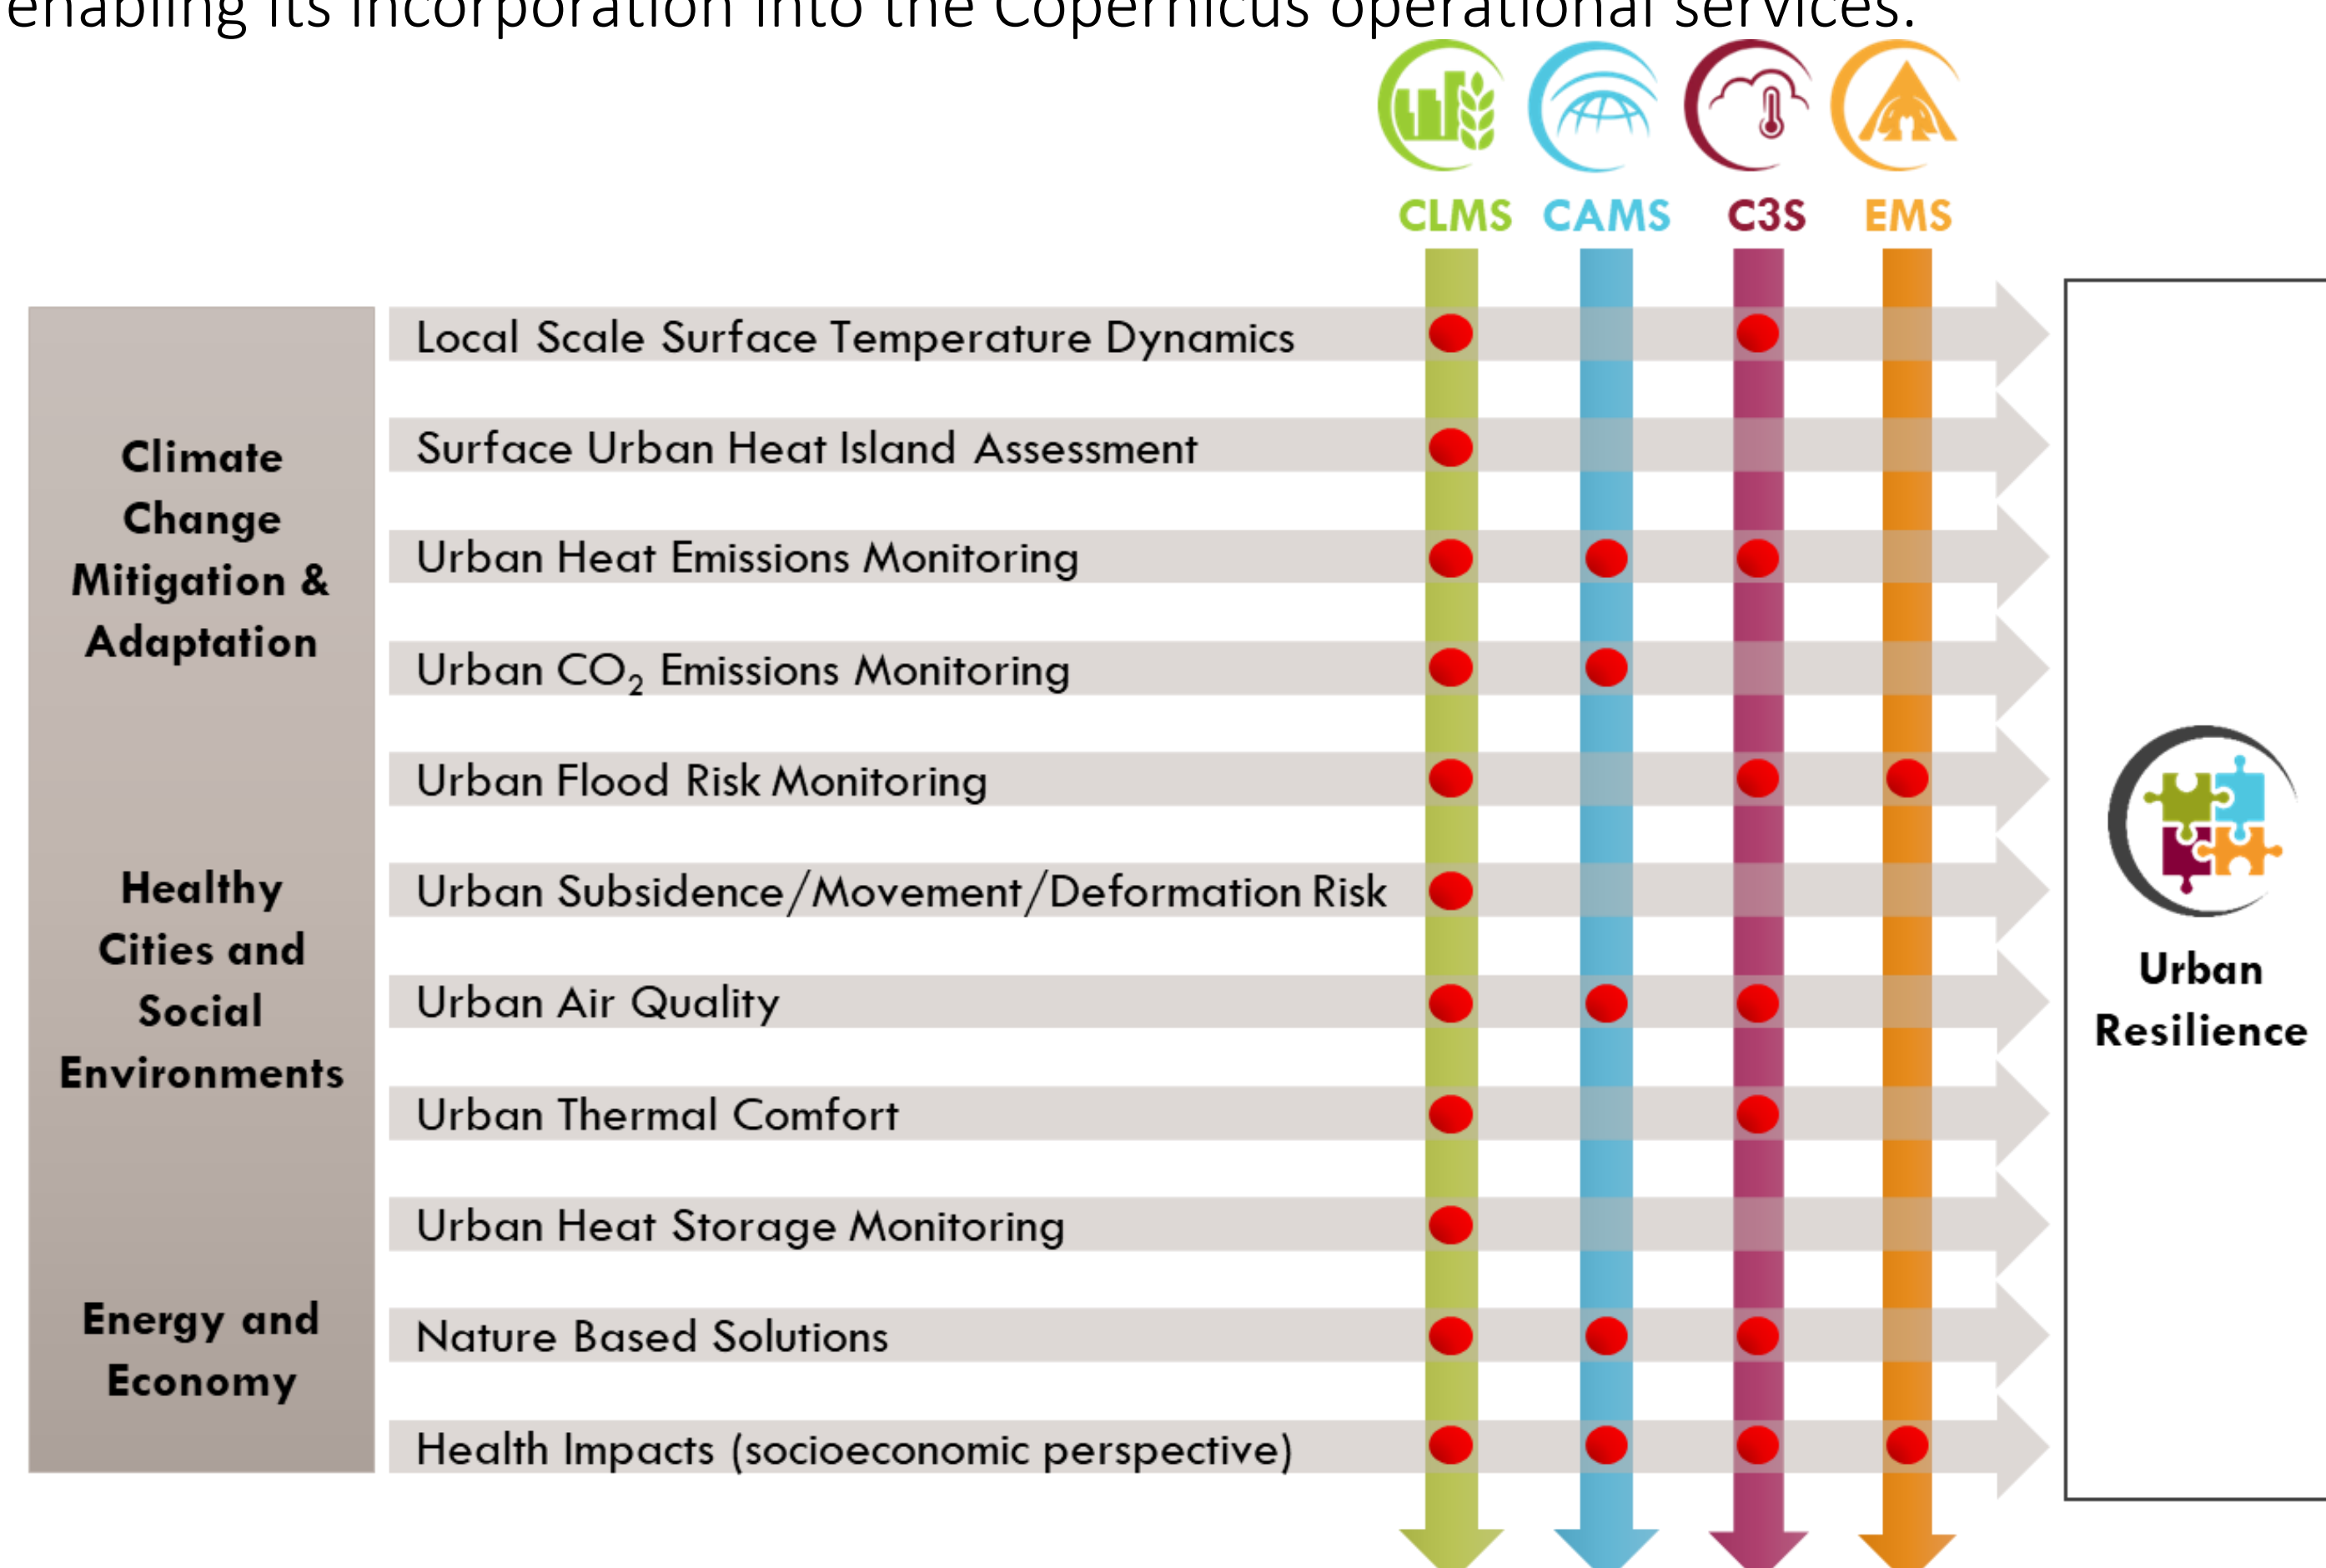 enabling its incorporation into the Copernicus operational services.
CLMS CAMS C3S EMS
Climate
Change
Mitigation &
Adaptation
Healthy
Cities and
Social
Environments
Energy and
Economy
Local Scale Surface Temperature Dynamics
Surface Urban Heat Island Assessment
Urban Heat Emissions Monitoring
Urban CO₂ Emissions Monitoring
Urban Flood Risk Monitoring
Urban Subsidence/Movement/Deformation Risk
Urban Air Quality
Urban Thermal Comfort
Urban Heat Storage Monitoring
Nature Based Solutions
Health Impacts (socioeconomic perspective)
Urban
Resilience